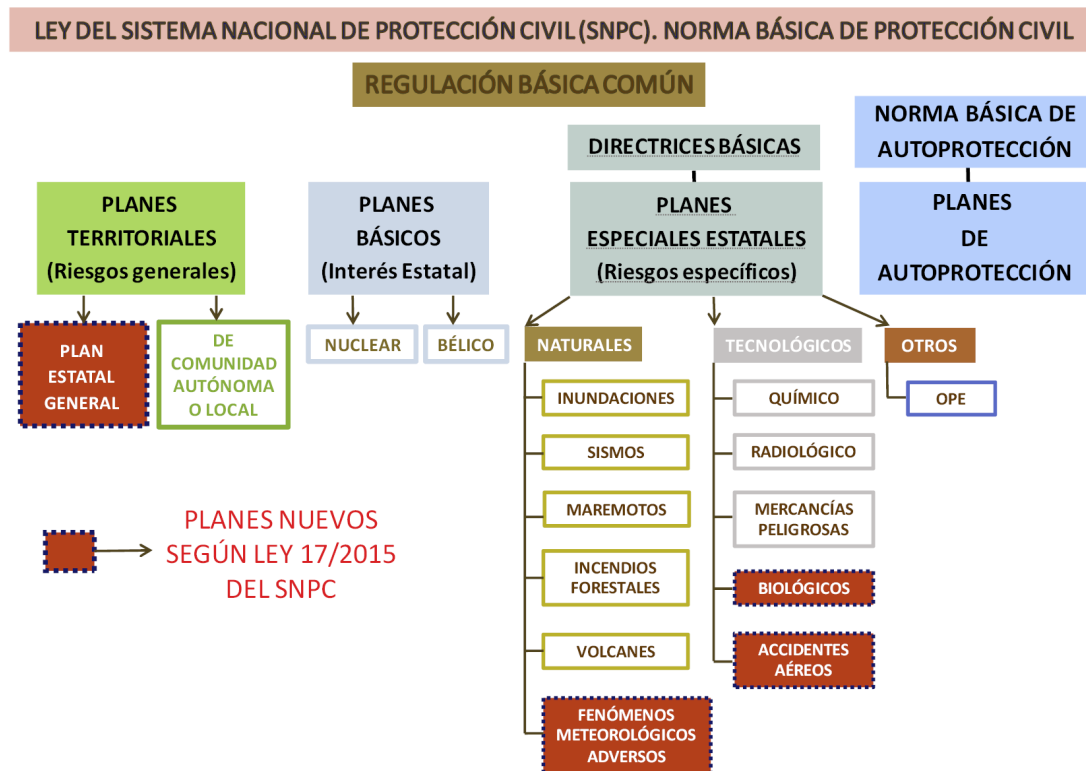 LEY DEL SISTEMA NACIONAL DE PROTECCIÓN CIVIL (SNPC). NORMA BÁSICA DE PROTECCIÓN CIVIL
REGULACIÓN BÁSICA COMÚN
NORMA BÁSICA DE
AUTOPROTECCIÓN
DIRECTRICES BÁSICAS
PLANES
TERRITORIALES
(Riesgos generales)
PLANES
BÁSICOS
(Interés Estatal)
PLANES
ESPECIALES ESTATALES
(Riesgos específicos)
PLANES
DE
AUTOPROTECCIÓN
PLAN
ESTATAL
GENERAL
DE
COMUNIDAD
AUTÓNOMA
O LOCAL
NUCLEAR
BÉLICO
NATURALES
TECNOLÓGICOS
OTROS
INUNDACIONES
SISMOS
MAREMOTOS
INCENDIOS
FORESTALES
VOLCANES
FENÓMENOS
METEOROLÓGICOS
ADVERSOS
QUÍMICO
RADIOLÓGICO
MERCANCÍAS
PELIGROSAS
BIOLÓGICOS
ACCIDENTES
AÉREOS
OPE
PLANES NUEVOS
SEGÚN LEY 17/2015
DEL SNPC